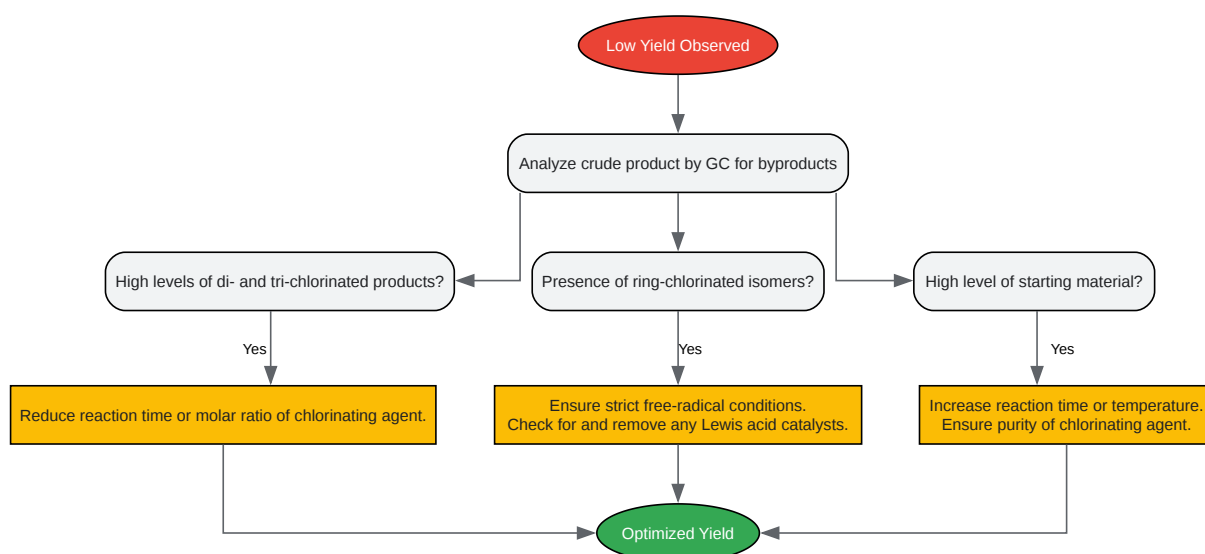 Low Yield Observed
Analyze crude product by GC for byproducts
High levels of di- and tri-chlorinated products?
Presence of ring-chlorinated isomers?
High level of starting material?
Yes
Yes
Yes
Reduce reaction time or molar ratio of chlorinating agent.
Ensure strict free-radical conditions.
Check for and remove any Lewis acid catalysts.
Increase reaction time or temperature.
Ensure purity of chlorinating agent.
Optimized Yield